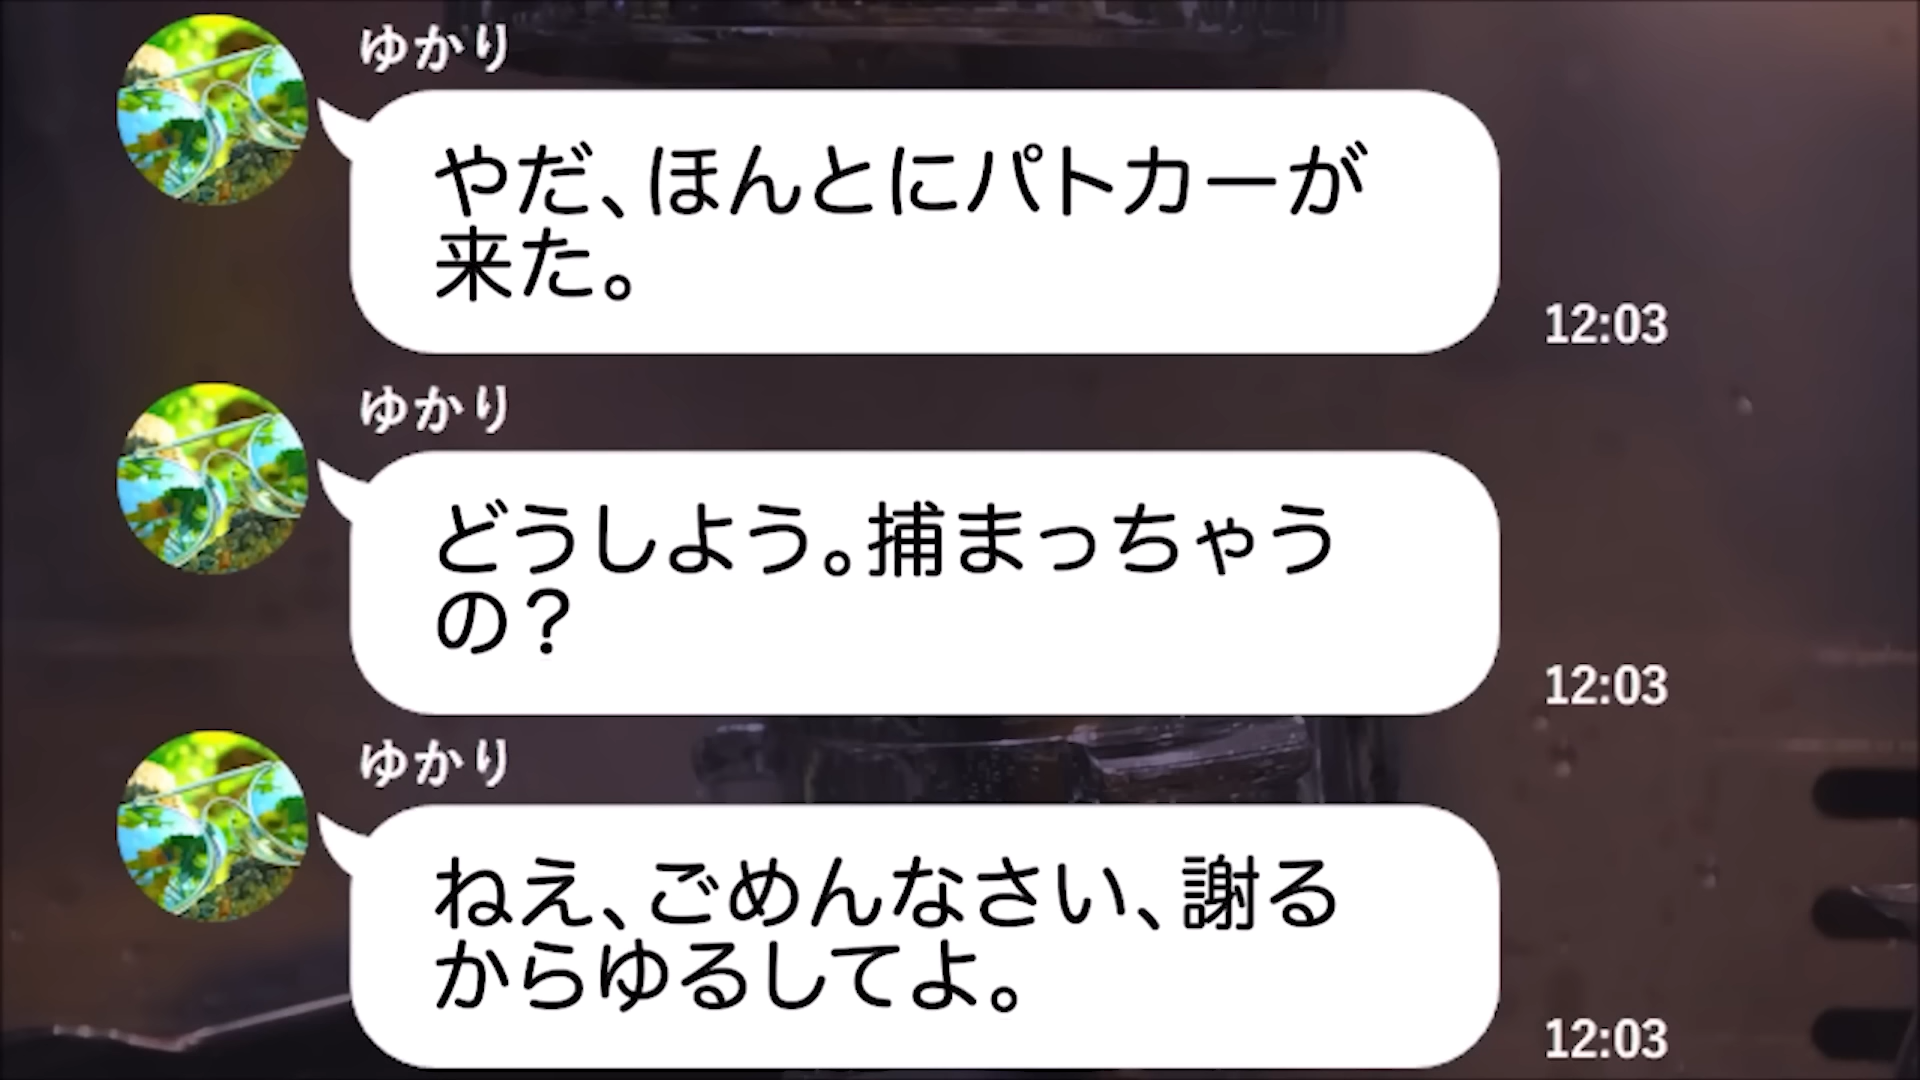 ゆかり
やだ、ほんとにパトカーが
来た。
12:03
ゆかり
どうしよう。捕まっちゃう
の？
12:03
ゆかり
ねえ、ごめんなさい、謝る
からゆるしてよ。
12:03